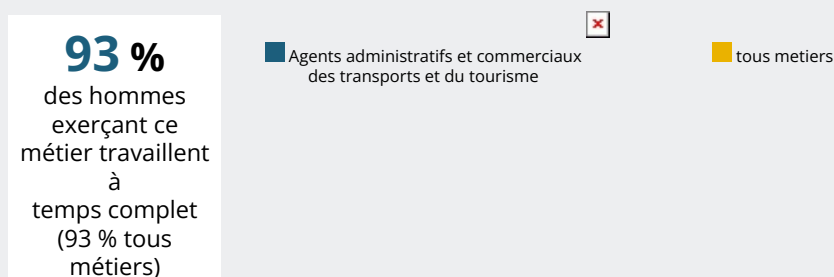 93 %
des hommes
exerçant ce
métier travaillent
à
temps complet
(93 % tous
métiers)
Agents administratifs et commerciaux
des transports et du tourisme
tous metiers